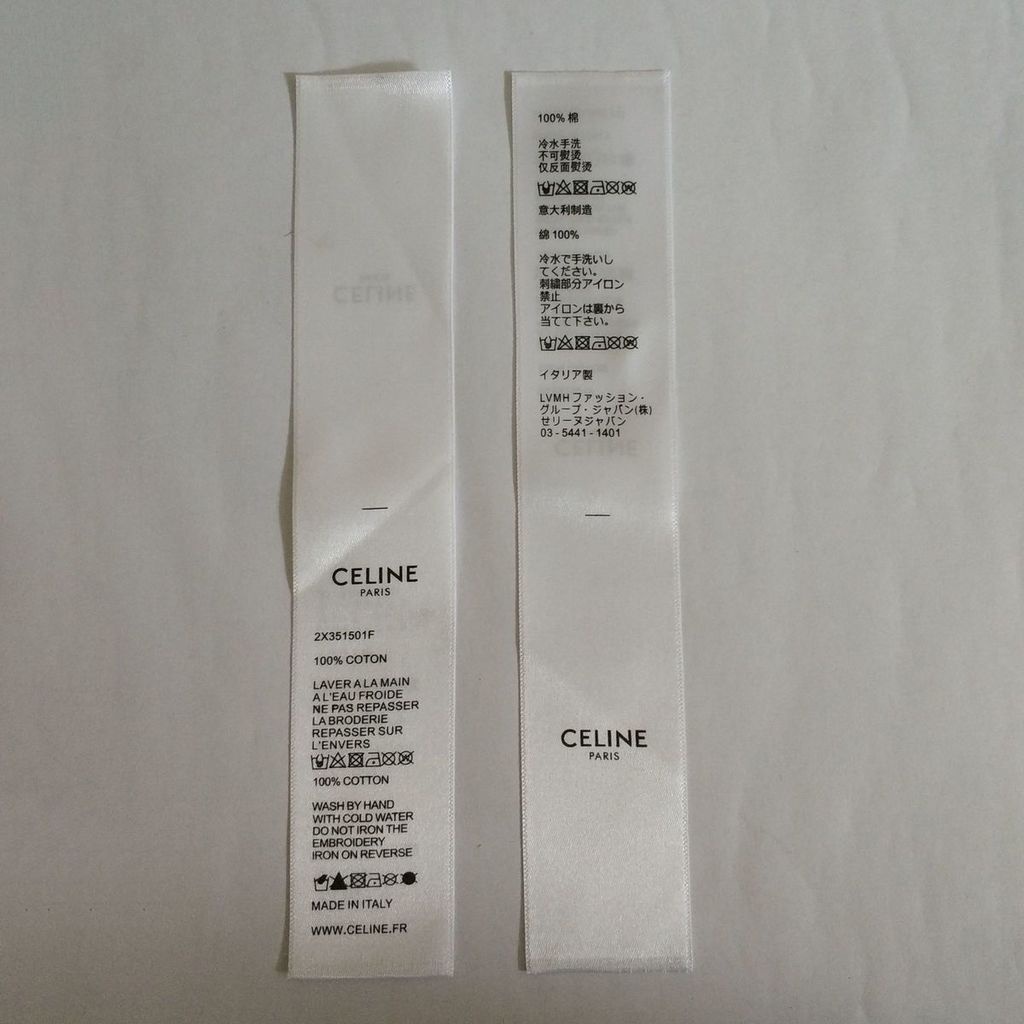 CELINE
PARIS
2X351501F
100% COTON
LAVER A LA MAIN
A L'EAU FROIDE
NE PAS REPASSER
LA BRODERIE
REPASSER SUR
L'ENVERS
100% COTTON
WASH BY HAND
WITH COLD WATER
DO NOT IRON THE
EMBROIDERY
IRON ON REVERSE
MADE IN ITALY
WWW.CELINE.FR
100% 棉
冷水手洗
不可熨烫
仅反面熨烫
意大利制造
綿 100%
冷水で手洗いし
てください。
刺繍部分アイロン
禁止
アイロンは裏から
当てて下さい。
イタリア製
LVMH ファッション・
グループ・ジャパン(株)
セリーヌジャパン
03 - 5441 - 1401
CELINE
PARIS